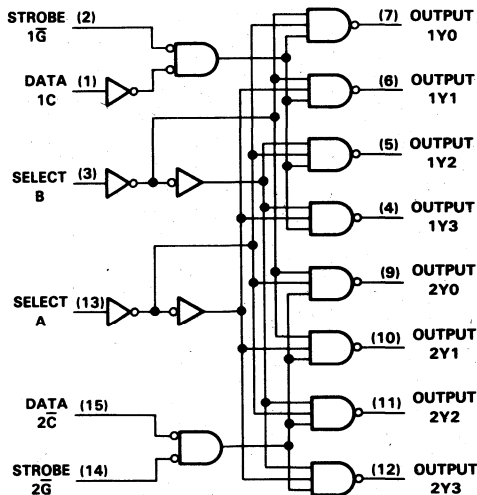 STROBE (2)
1G̅
DATA (1)
1C
SELECT (3)
B
SELECT (13)
A
DATA (15)
2C̅
STROBE (14)
2G̅
(7) OUTPUT
1Y0
(6) OUTPUT
1Y1
(5) OUTPUT
1Y2
(4) OUTPUT
1Y3
(9) OUTPUT
2Y0
(10) OUTPUT
2Y1
(11) OUTPUT
2Y2
(12) OUTPUT
2Y3